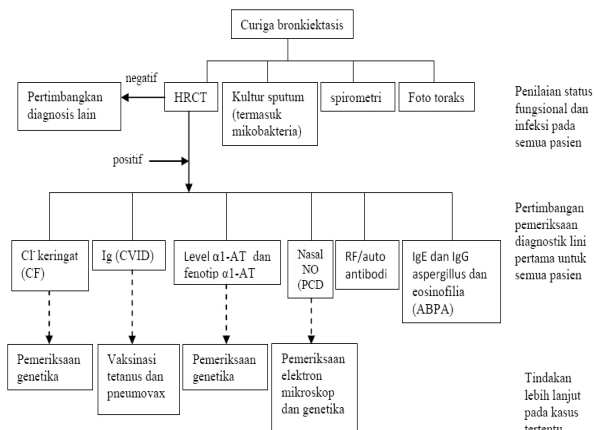 Curiga bronkiektasis
negatif
Pertimbangkan
diagnosis lain
HRCT
Kultur sputum
(termasuk
mikobakteria)
spirometri
Foto toraks
Penilaian status
fungsional dan
infeksi pada
semua pasien
positif
Pertimbangan
pemeriksaan
diagnostik lini
pertama untuk
semua pasien
Cl⁻ keringat
(CF)
Ig (CVID)
Level α1-AT dan
fenotip α1-AT
Nasal
NO
(PCD
RF/auto
antibodi
IgE dan IgG
aspergillus dan
eosinofilia
(ABPA)
Pemeriksaan
genetika
Vaksinasi
tetanus dan
pneumovax
Pemeriksaan
genetika
Pemeriksaan
elektron
mikroskop
dan genetika
Tindakan
lebih lanjut
pada kasus
tertentu